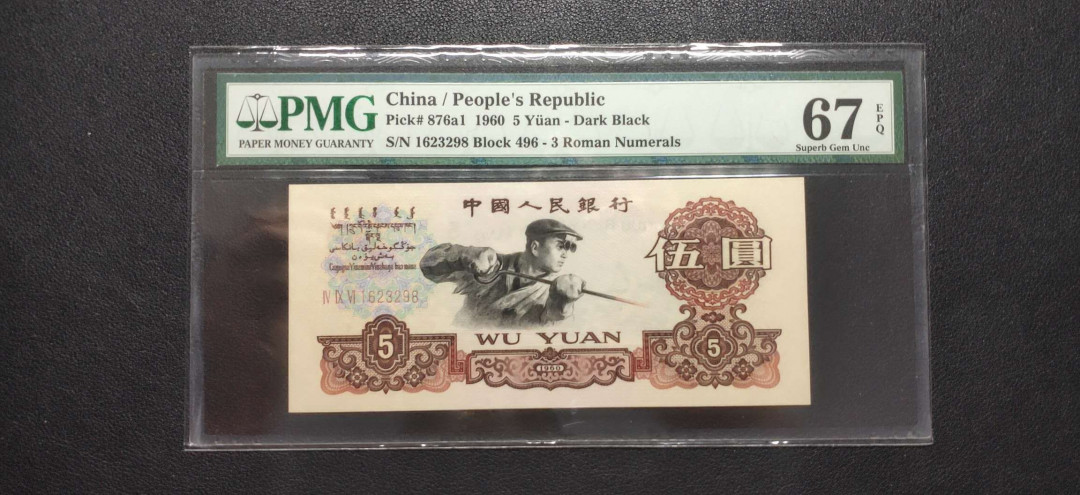 PMG
PAPER MONEY GUARANTY
China / People's Republic
Pick# 876a1 1960 5 Yüan - Dark Black
S/N 1623298 Block 496 - 3 Roman Numerals
67
EPQ
Superb Gem Unc
中國人民銀行
伍圓
IV IX VI 1623298
5
WU YUAN
1960
5